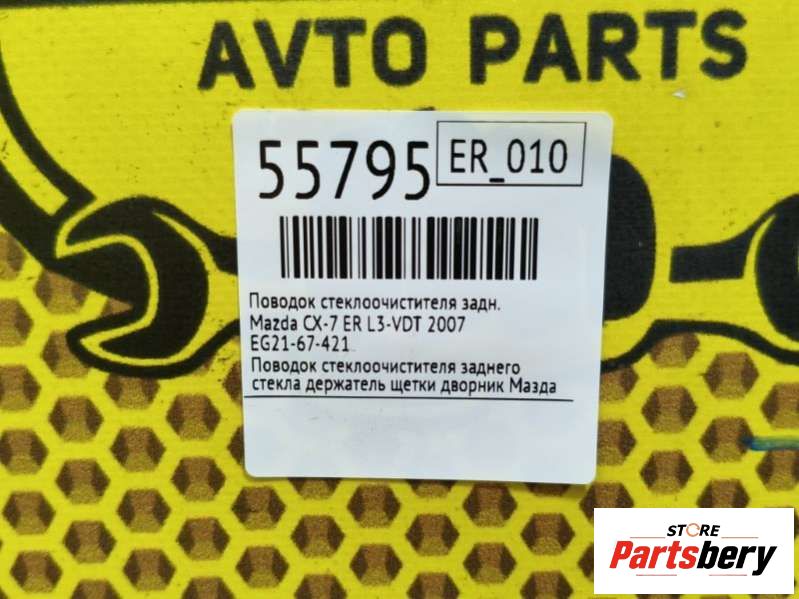 AVTO PARTS
55795
ER_010
Поводок стеклоочистителя задн.
Mazda CX-7 ER L3-VDT 2007
EG21-67-421
Поводок стеклоочистителя заднего
стекла держатель щетки дворник Мазда
STORE
Partsbery